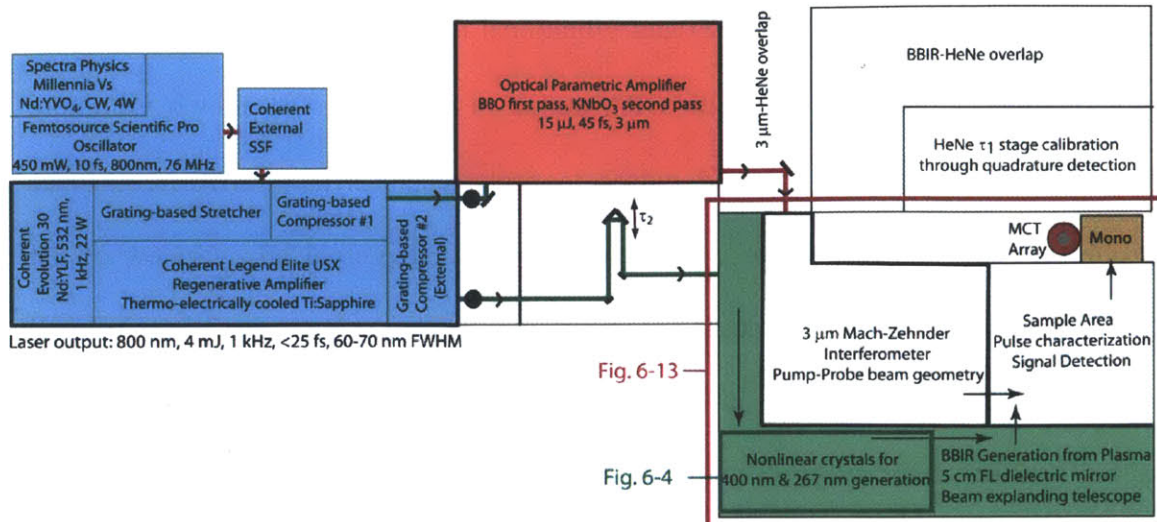 Spectra Physics
Millennia Vs
Nd:YVO4, CW, 4W
Femtosource Scientific Pro
Oscillator
450 mW, 10 fs, 800nm, 76 MHz
Coherent
External
SSF
Optical Parametric Amplifier
BBO first pass, KNbO3 second pass
15 μJ, 45 fs, 3 μm
3 μm-HeNe overlap
BBIR-HeNe overlap
HeNe τ1 stage calibration
through quadrature detection
Coherent
Evolution 30
Nd:YLF, 532 nm,
1 kHz, 22 W
Grating-based Stretcher
Grating-based
Compressor #1
Coherent Legend Elite USX
Regenerative Amplifier
Thermo-electrically cooled Ti:Sapphire
Grating-based
Compressor #2
(External)
τ2
MCT
Array
Mono
Laser output: 800 nm, 4 mJ, 1 kHz, <25 fs, 60-70 nm FWHM
3 μm Mach-Zehnder
Interferometer
Pump-Probe beam geometry
Sample Area
Pulse characterization
Signal Detection
Fig. 6-13
Fig. 6-4
Nonlinear crystals for
400 nm & 267 nm generation
BBIR Generation from Plasma
5 cm FL dielectric mirror
Beam explanding telescope